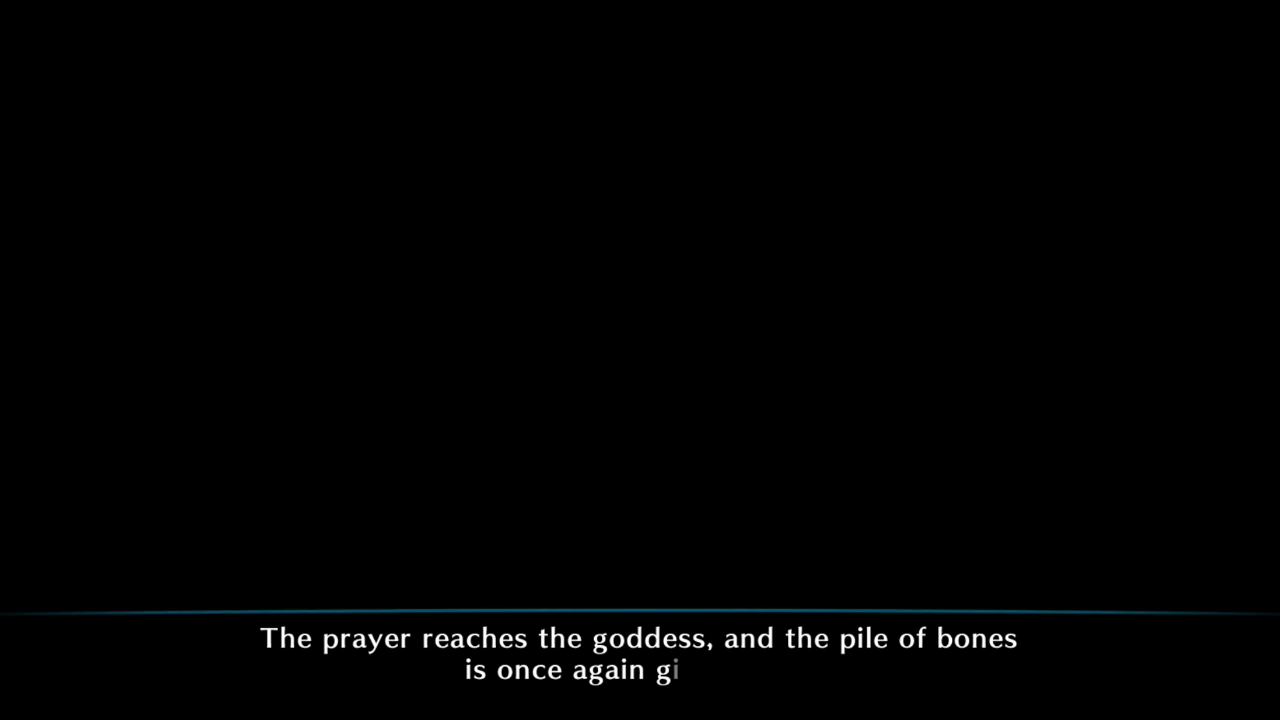 The prayer reaches the goddess, and the pile of bones
is once again gi